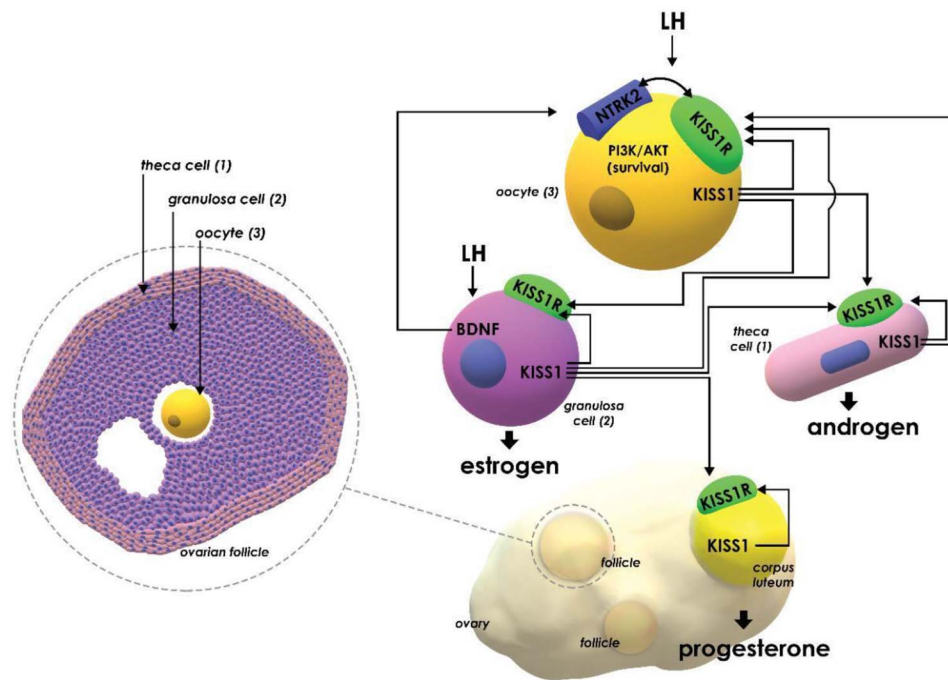 theca cell (1)
granulosa cell (2)
oocyte (3)
ovarian follicle
LH
NTRK2
KISS1R
PI3K/AKT
(survival)
KISS1
oocyte (3)
LH
KISS1R
BDNF
KISS1
granulosa
cell (2)
estrogen
KISS1R
theca
cell (1)
KISS1
androgen
KISS1R
KISS1
corpus
luteum
follicle
ovary
follicle
progesterone